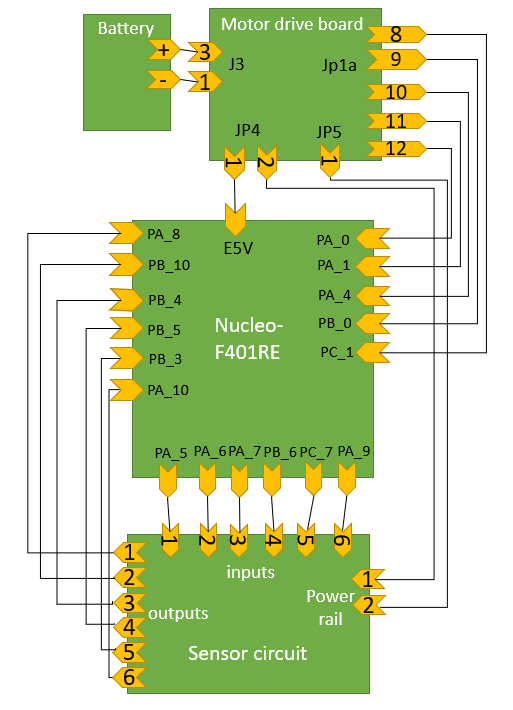 Battery
+
-
Motor drive board
3
J3
1
8
9
Jp1a
10
11
12
JP4
JP5
1
2
1
E5V
PA_8
PB_10
PB_4
PB_5
PB_3
PA_10
Nucleo-
F401RE
PA_0
PA_1
PA_4
PB_0
PC_1
PA_5 PA_6 PA_7 PB_6 PC_7 PA_9
1 2 3 4 5 6
inputs
1
2
3
4
5
6
outputs
Power
rail
1
2
Sensor circuit